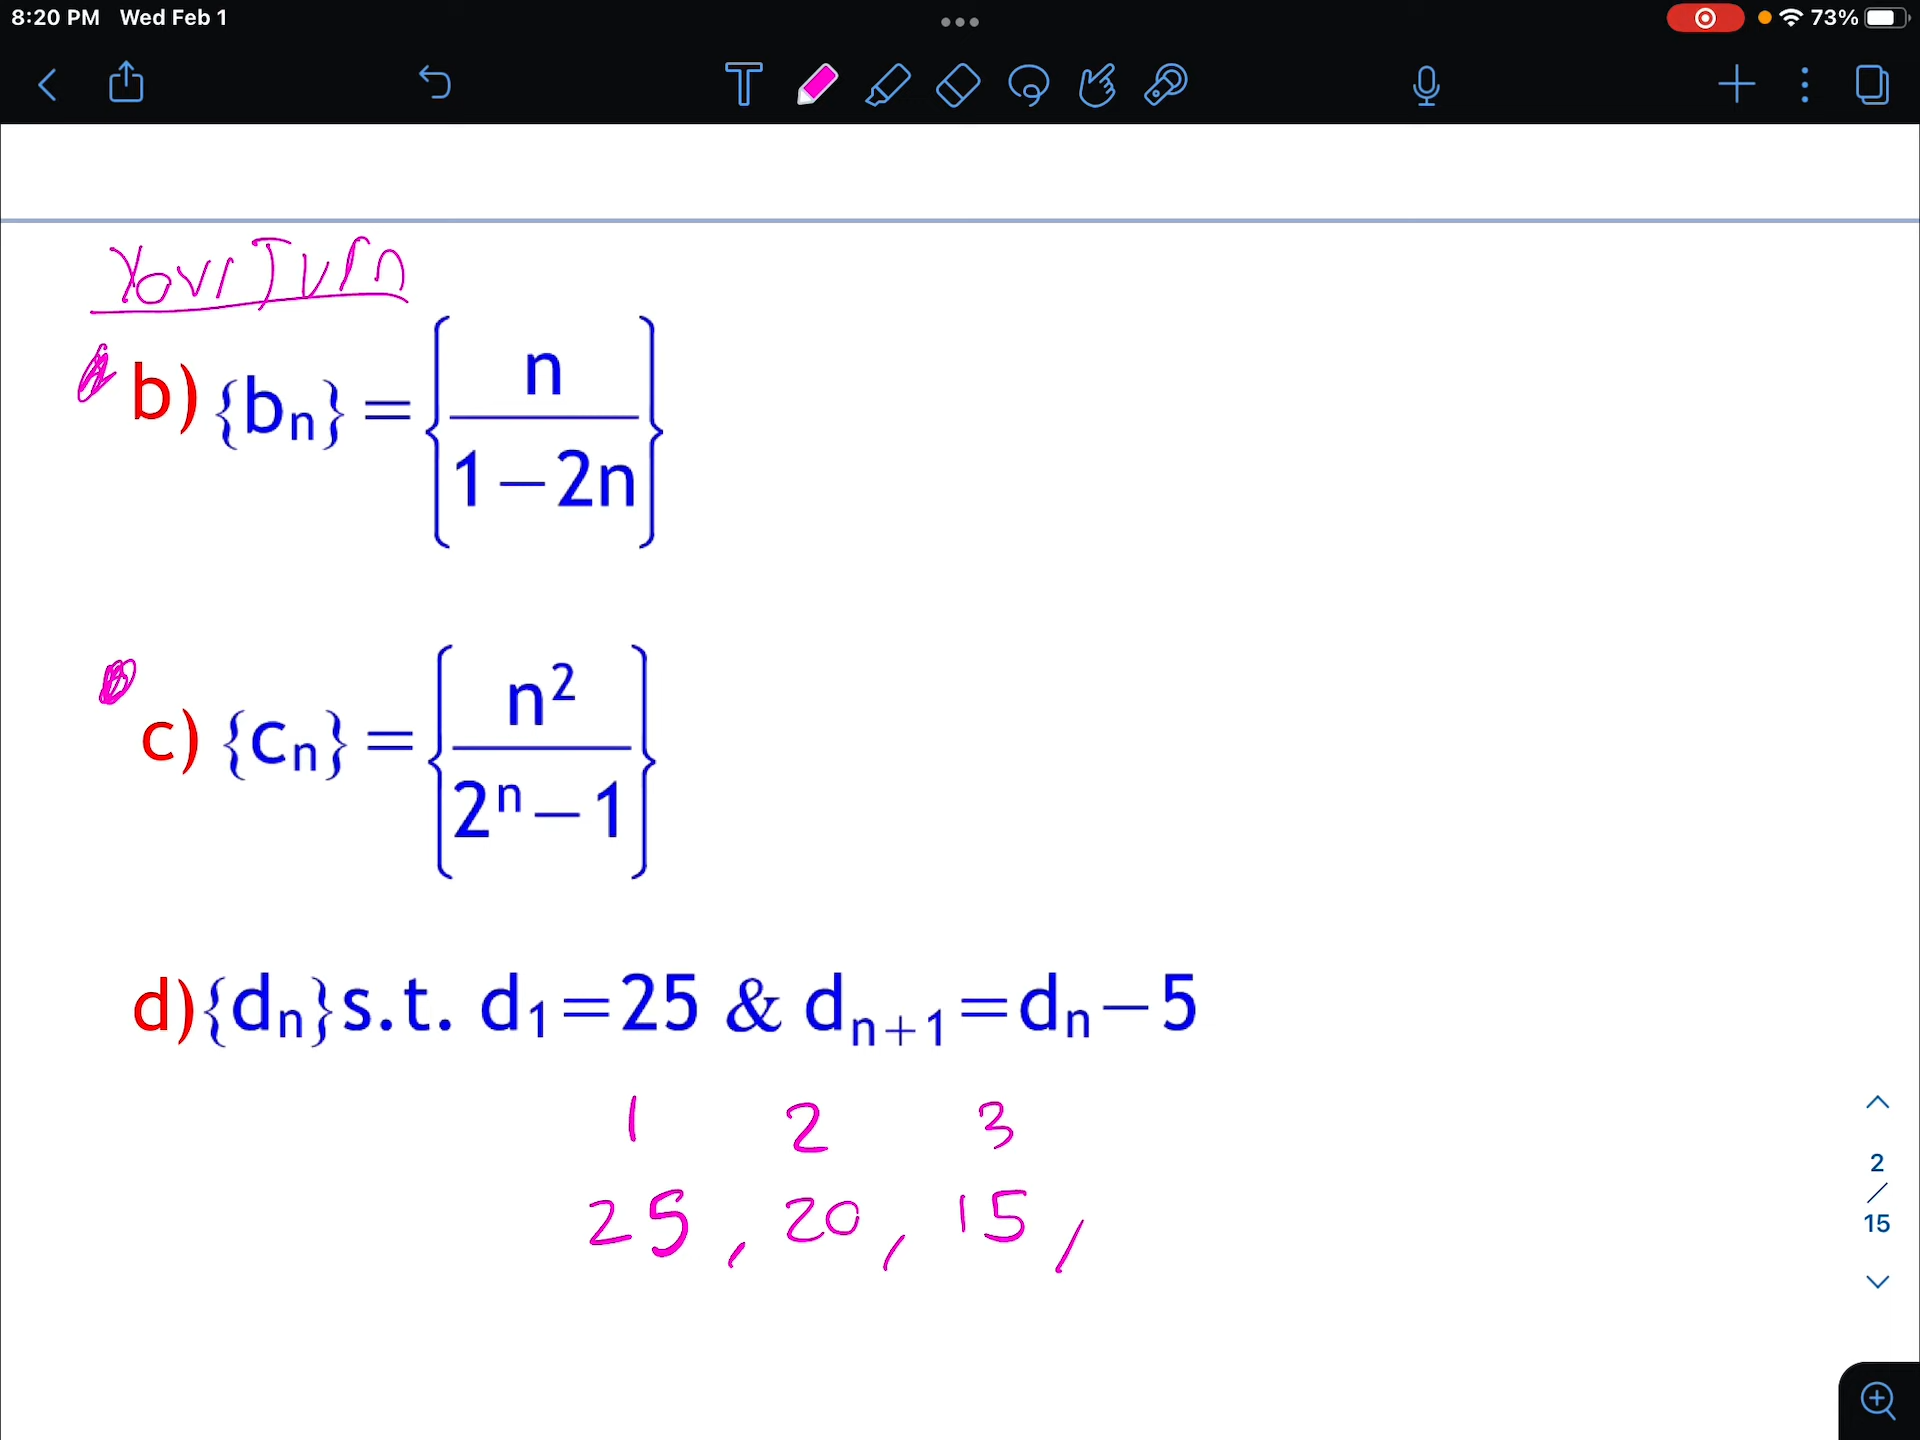 8:20 PM Wed Feb 1
73%
T
Your Turn
b) {bₙ} = {n/(1−2n)}
c) {cₙ} = {n²/(2ⁿ−1)}
d) {dₙ} s.t. d₁=25 & dₙ₊₁=dₙ−5
1 2 3
25, 20, 15,
2
/
15